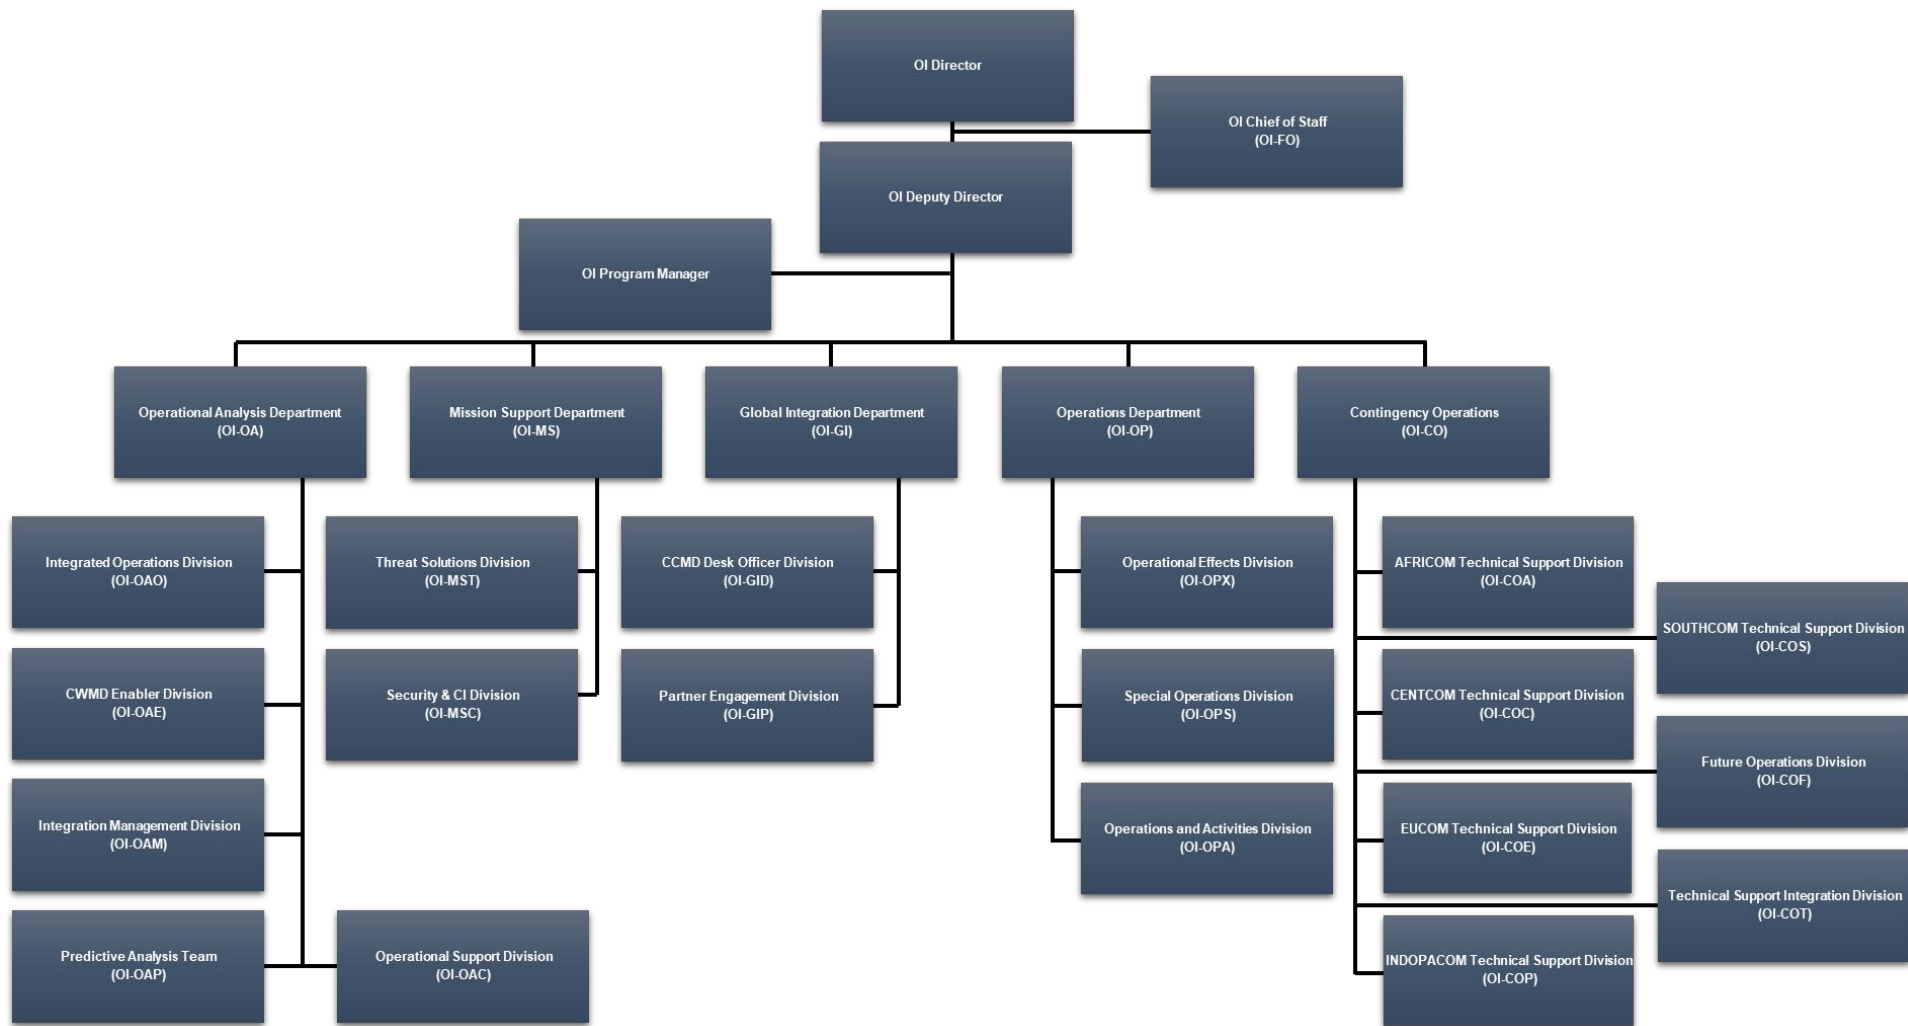 OI Director
OI Chief of Staff
(OI-FO)
OI Deputy Director
OI Program Manager
Operational Analysis Department
(OI-OA)
Mission Support Department
(OI-MS)
Global Integration Department
(OI-GI)
Operations Department
(OI-OP)
Contingency Operations
(OI-CO)
Integrated Operations Division
(OI-OAO)
CWMD Enabler Division
(OI-OAE)
Integration Management Division
(OI-OAM)
Predictive Analysis Team
(OI-OAP)
Operational Support Division
(OI-OAC)
Threat Solutions Division
(OI-MST)
Security & CI Division
(OI-MSC)
CCMD Desk Officer Division
(OI-GID)
Partner Engagement Division
(OI-GIP)
Operational Effects Division
(OI-OPX)
Special Operations Division
(OI-OPS)
Operations and Activities Division
(OI-OPA)
AFRICOM Technical Support Division
(OI-COA)
SOUTHCOM Technical Support Division
(OI-COS)
CENTCOM Technical Support Division
(OI-COC)
Future Operations Division
(OI-COF)
EUCOM Technical Support Division
(OI-COE)
Technical Support Integration Division
(OI-COT)
INDOPACOM Technical Support Division
(OI-COP)